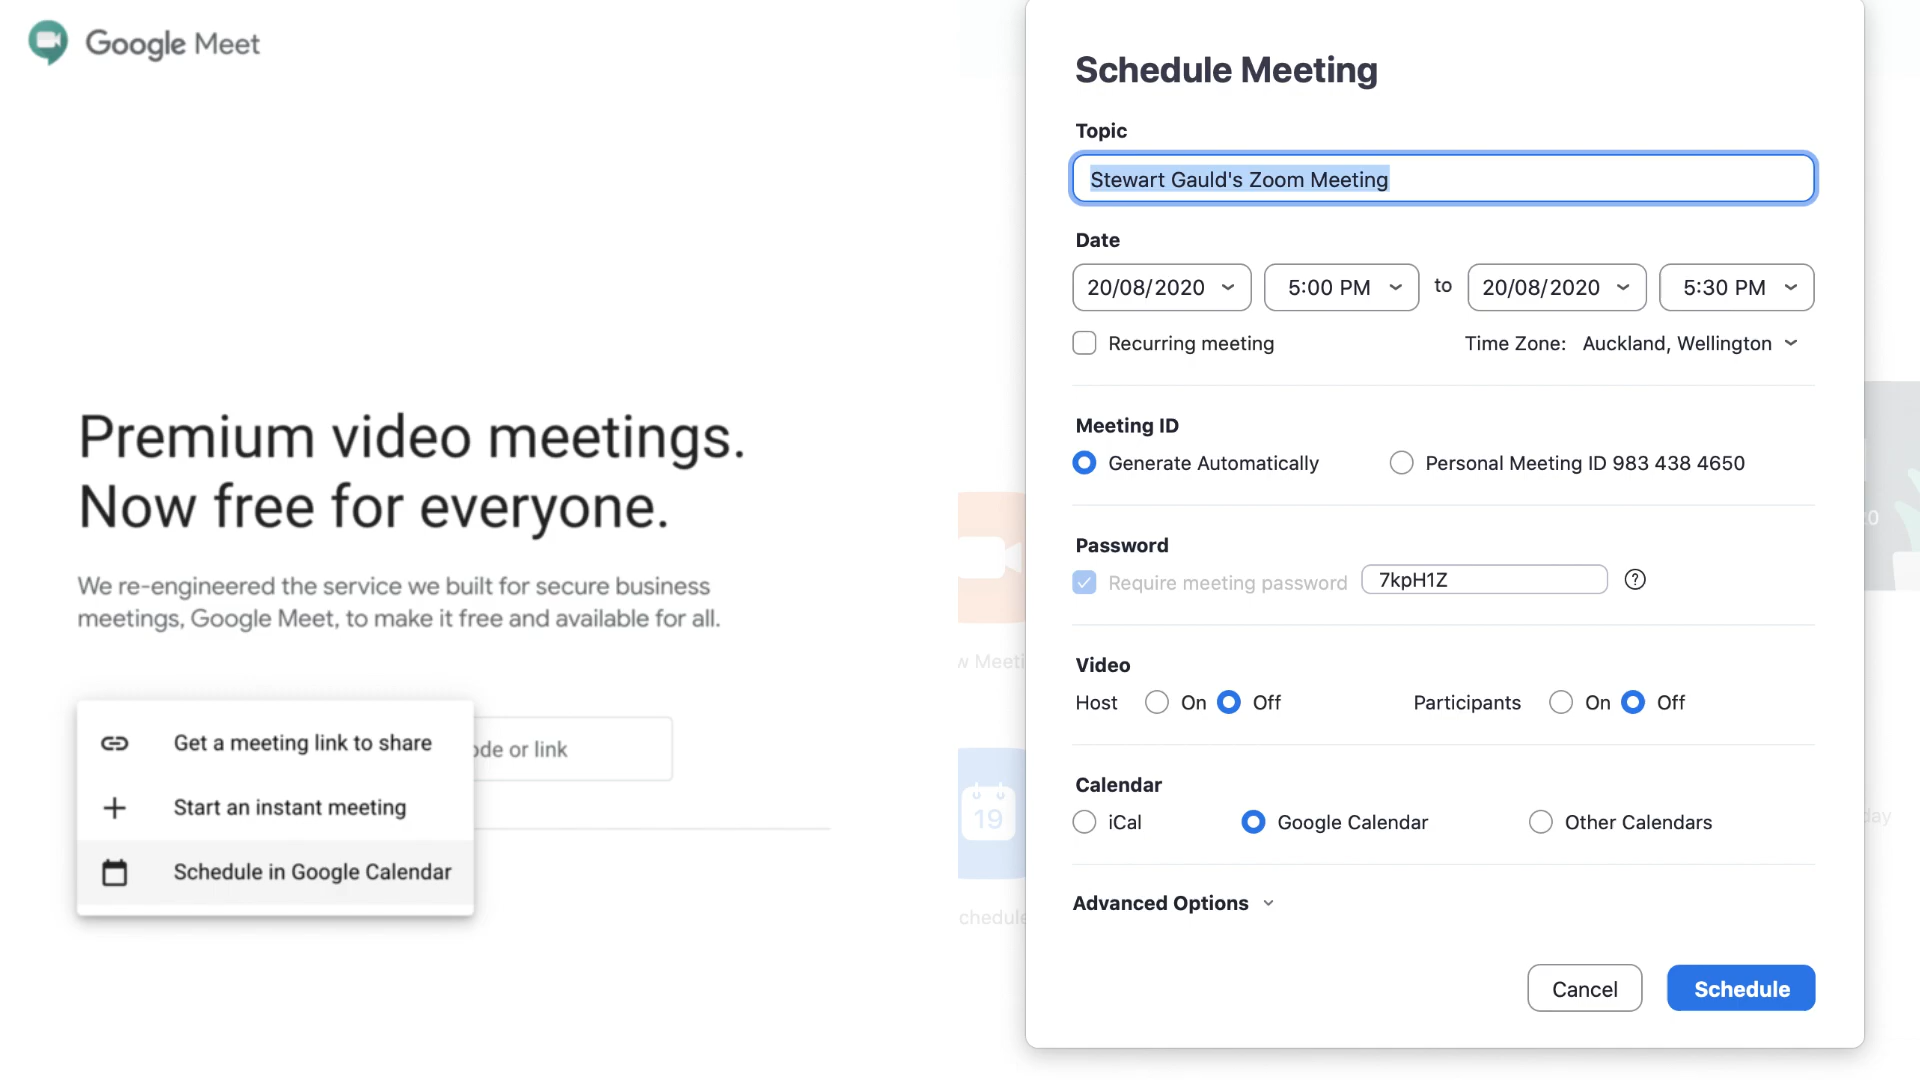 Google Meet
Premium video meetings.
Now free for everyone.
We re-engineered the service we built for secure business
meetings, Google Meet, to make it free and available for all.
Get a meeting link to share
or link
Start an instant meeting
Schedule in Google Calendar
19
Schedule Meeting
Topic
Stewart Gauld's Zoom Meeting
Date
20/08/2020 5:00 PM to 20/08/2020 5:30 PM
Recurring meeting Time Zone: Auckland, Wellington
Meeting ID
Generate Automatically Personal Meeting ID 983 438 4650
Password
Require meeting password 7kpH1Z ?
Video
Host On Off Participants On Off
Calendar
iCal Google Calendar Other Calendars
Advanced Options
Cancel Schedule